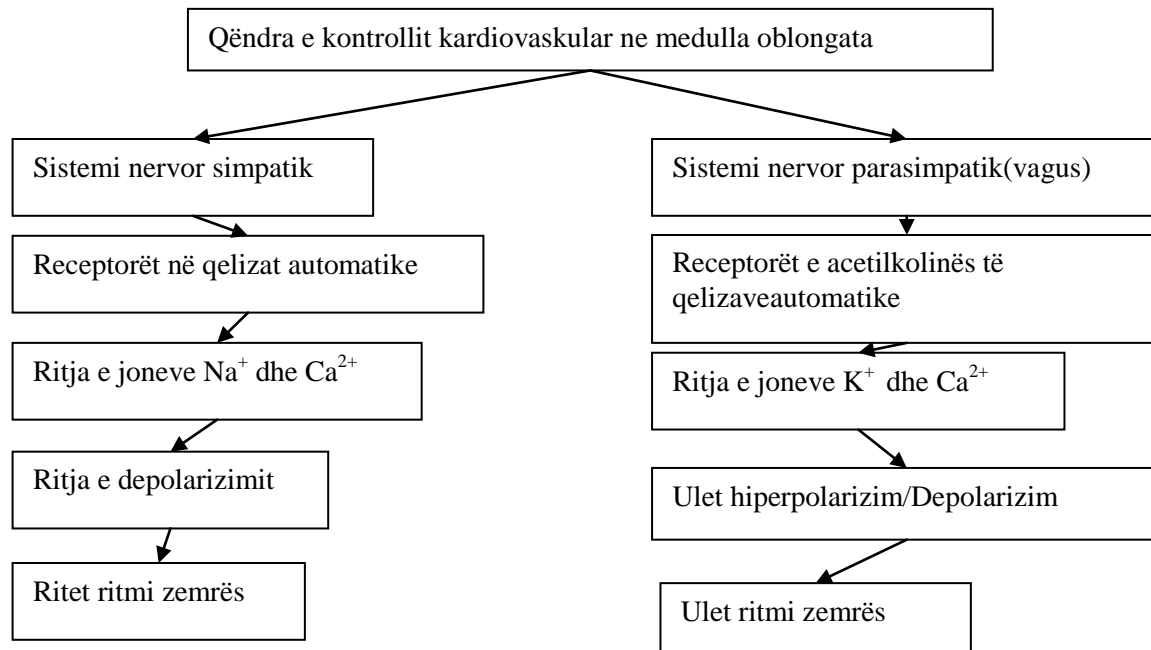 Qëndra e kontrollit kardiovaskular ne medulla oblongata
Sistemi nervor simpatik
Receptorët në qelizat automatike
Ritja e joneve Na⁺ dhe Ca²⁺
Ritja e depolarizimit
Ritet ritmi zemrës
Sistemi nervor parasimpatik(vagus)
Receptorët e acetilkolinës të
qelizaveautomatike
Ritja e joneve K⁺ dhe Ca²⁺
Ulet hiperpolarizim/Depolarizim
Ulet ritmi zemrës